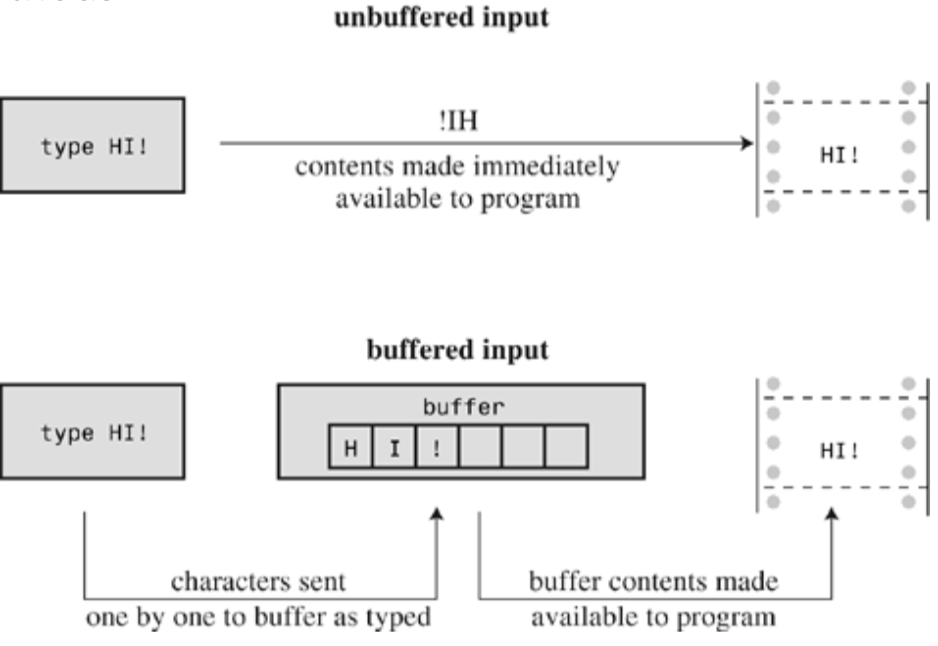 unbuffered input
type HI!
!IH
contents made immediately
available to program
HI!
buffered input
type HI!
buffer
H I !
HI!
characters sent
one by one to buffer as typed
buffer contents made
available to program